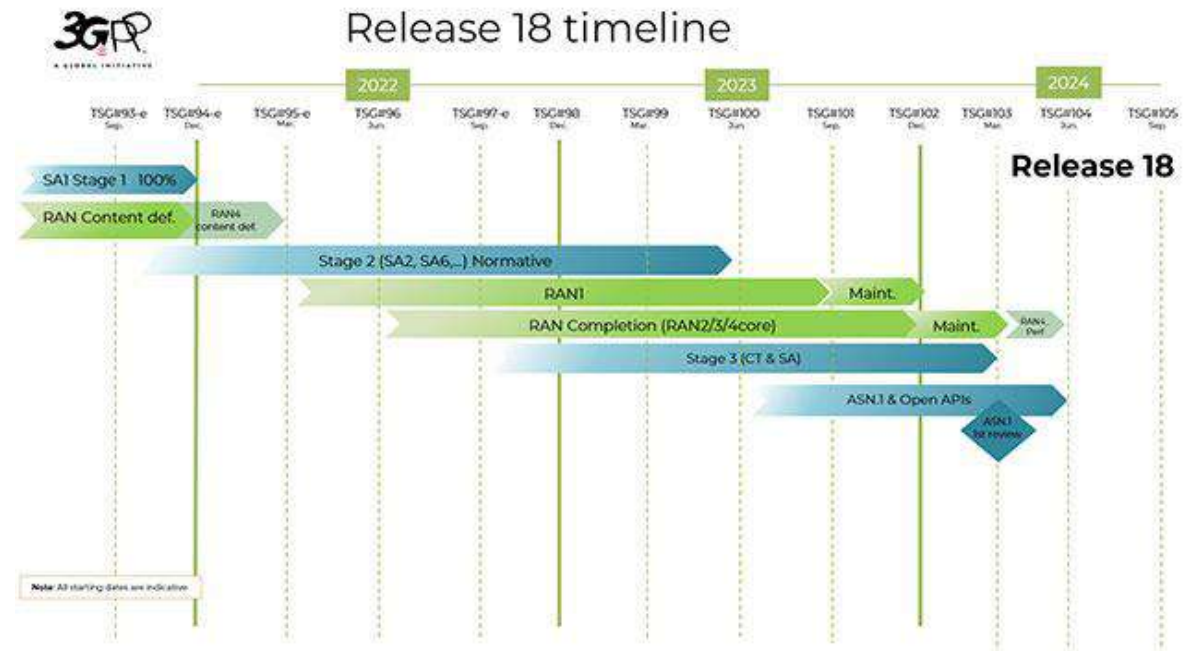 3GPP
A GLOBAL INITIATIVE
Release 18 timeline
2022
2023
2024
TSG#93-e
Sep.
TSG#94-e
Dec.
TSG#95-e
Mar.
TSG#96
Jun.
TSG#97-e
Sep.
TSG#98
Dec.
TSG#99
Mar.
TSG#100
Jun.
TSG#101
Sep.
TSG#102
Dec.
TSG#103
Mar.
TSG#104
Jun.
TSG#105
Sep.
Release 18
SA1 Stage 1 100%
RAN Content def.
RAN4
content def.
Stage 2 (SA2, SA6,...) Normative
RAN1
Maint.
RAN Completion (RAN2/3/4core)
Maint.
RAN4
Perf
Stage 3 (CT & SA)
ASN.1 & Open APIs
ASN.1
1st review
Note: All starting dates are indicative